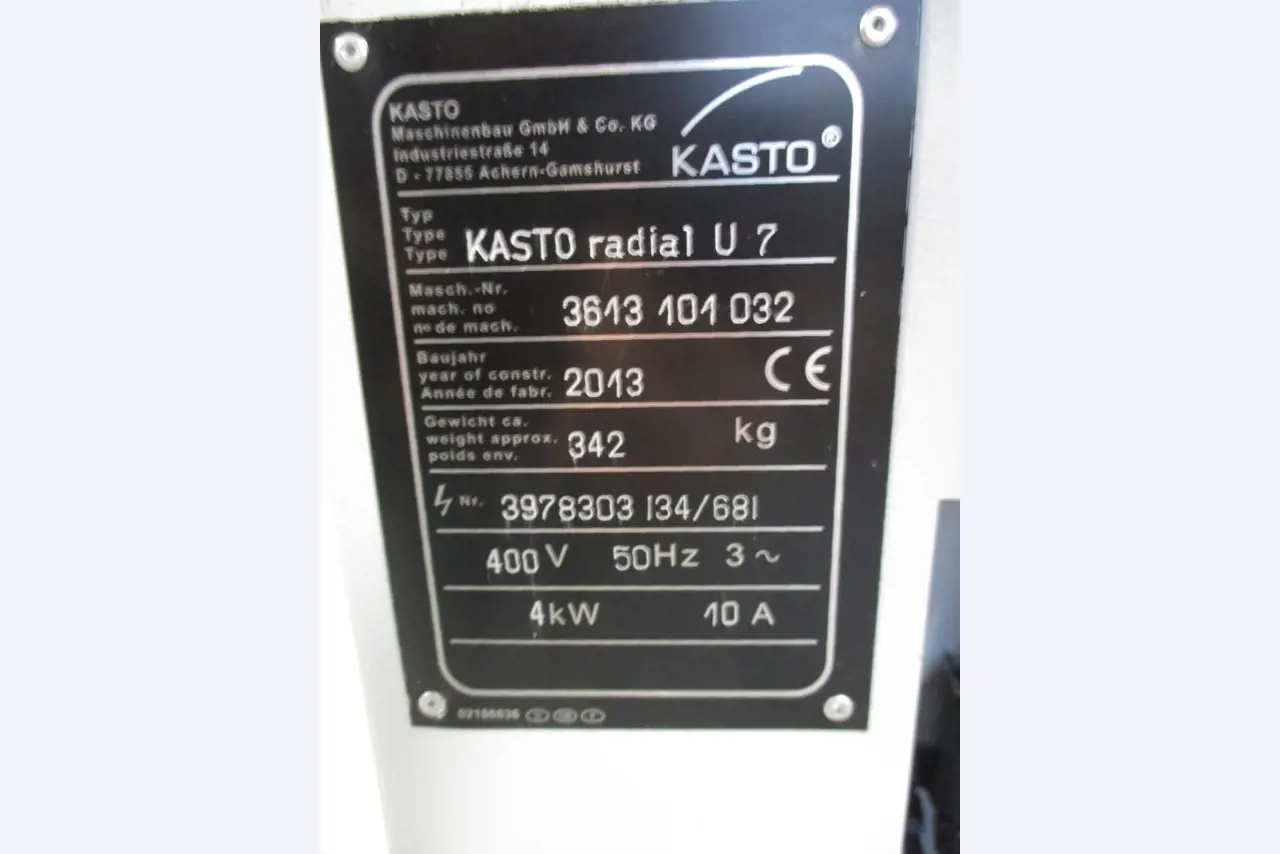 KASTO
Maschinenbau GmbH & Co. KG
Industriestraße 14
D - 77855 Achern-Gamshurst
KASTO®
Typ
Type
Type KASTO radial U 7
Masch.-Nr.
mach. no
nº de mach. 3613 101 032
Baujahr
year of constr.
Année de fabr. 2013 CE
Gewicht ca.
weight approx.
poids env. 342 kg
Nr. 3978303 134/681
400 V 50Hz 3~
4kW 10 A
02156636